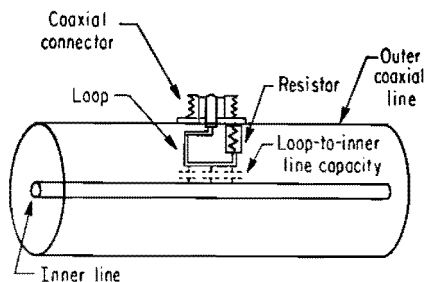 Coaxial
connector
Loop
Outer
coaxial
line
Resistor
Loop-to-inner
line capacity
Inner line